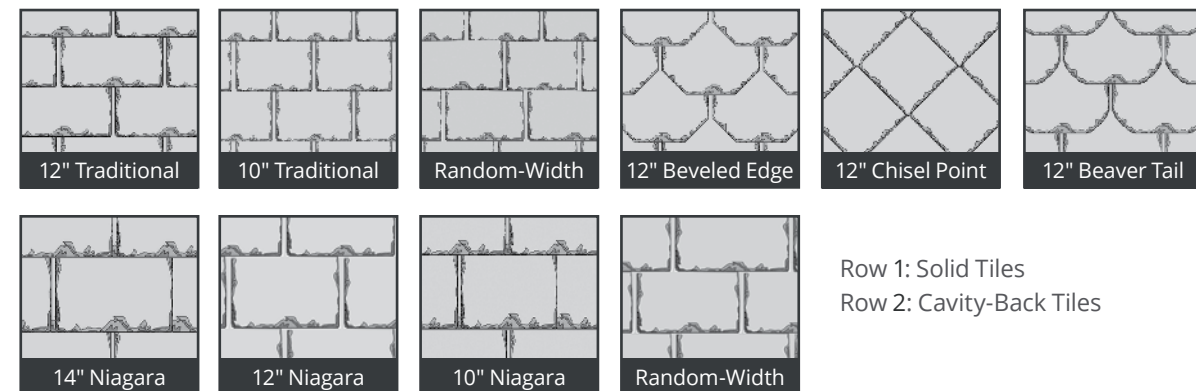 12" Traditional
10" Traditional
Random-Width
12" Beveled Edge
12" Chisel Point
12" Beaver Tail
14" Niagara
12" Niagara
10" Niagara
Random-Width
Row 1: Solid Tiles
Row 2: Cavity-Back Tiles